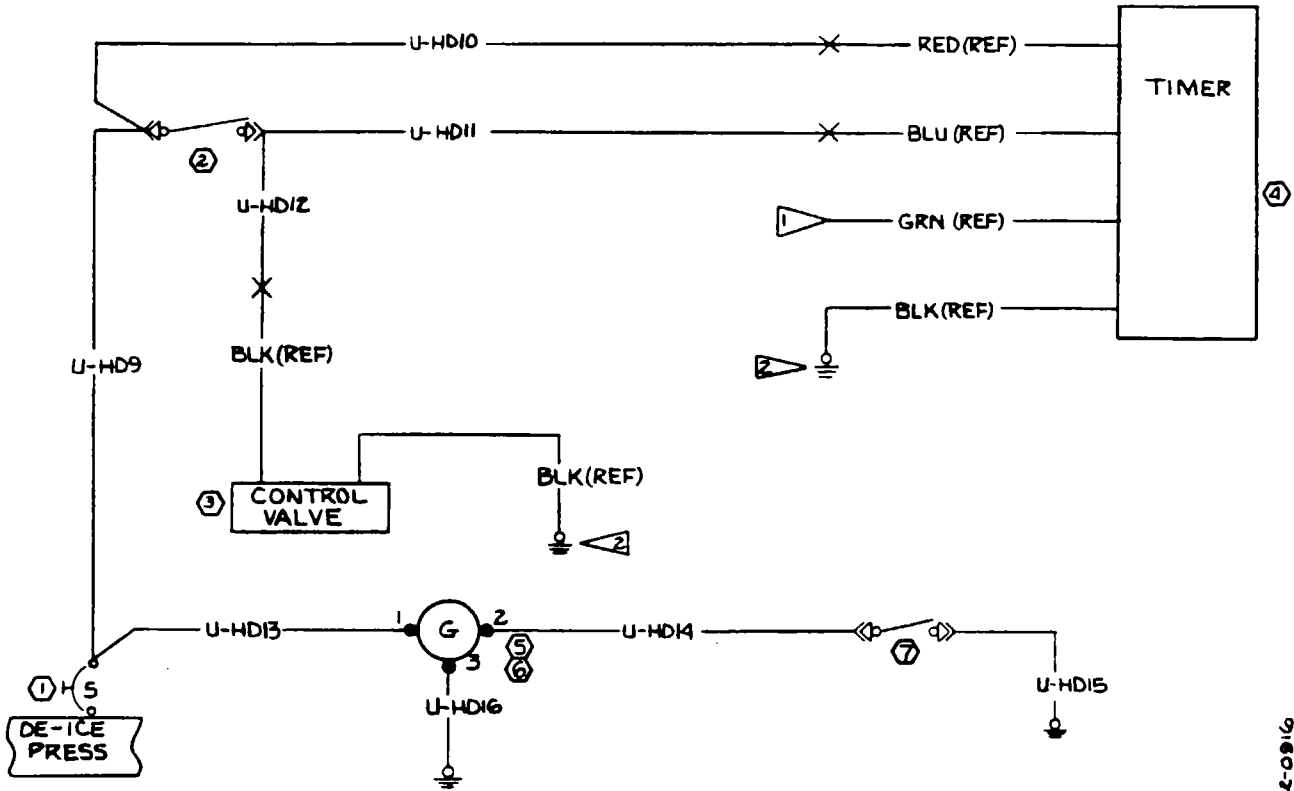 U-HD10
RED (REF)
TIMER
2
U-HD11
BLU (REF)
4
U-HD12
1
GRN (REF)
BLK (REF)
U-HD9
BLK (REF)
2
3
CONTROL
VALVE
BLK (REF)
2
U-HD13
1
G
2
3
5
6
U-HD14
7
U-HD15
1
5
U-HD16
DE-ICE
PRESS